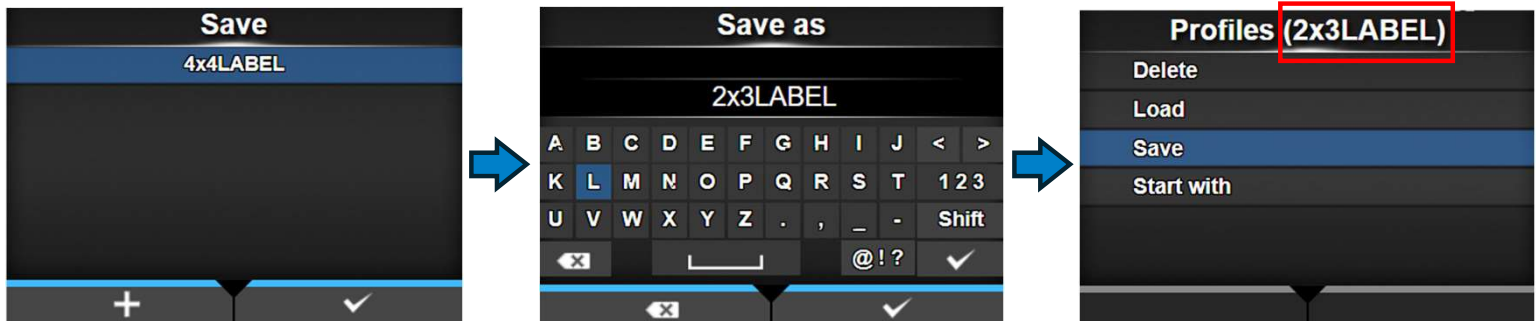 Save
4x4LABEL
Save as
2x3LABEL
A B C D E F G H I J < >
K L M N O P Q R S T 123
U V W X Y Z . , _ - Shift
@!?
Profiles (2x3LABEL)
Delete
Load
Save
Start with